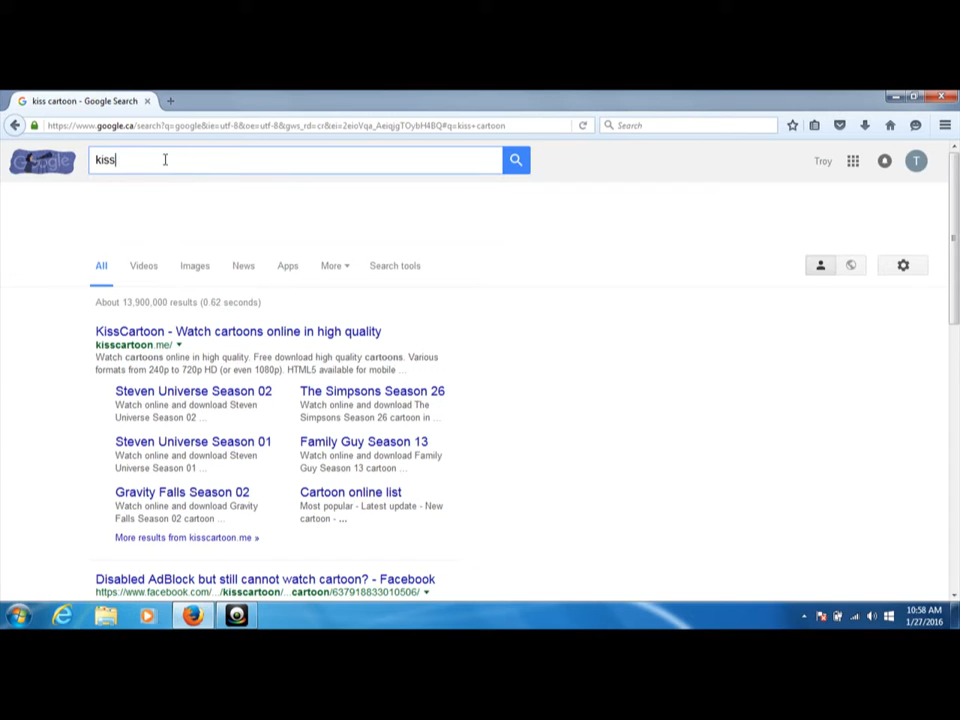 kiss cartoon - Google Search
https://www.google.ca/search?q=google&ie=utf-8&oe=utf-8&gws_rd=cr&ei=2eioVqa_AeiqjgTOybH4BQ#q=kiss+cartoon
Search
Google
kiss
Troy
T
All Videos Images News Apps More Search tools
About 13,900,000 results (0.62 seconds)
KissCartoon - Watch cartoons online in high quality
kisscartoon.me/
Watch cartoons online in high quality. Free download high quality cartoons. Various
formats from 240p to 720p HD (or even 1080p). HTML5 available for mobile ...
Steven Universe Season 02
Watch online and download Steven
Universe Season 02 ...
The Simpsons Season 26
Watch online and download The
Simpsons Season 26 cartoon in ...
Steven Universe Season 01
Watch online and download Steven
Universe Season 01 ...
Family Guy Season 13
Watch online and download Family
Guy Season 13 cartoon ...
Gravity Falls Season 02
Watch online and download Gravity
Falls Season 02 cartoon ...
Cartoon online list
Most popular - Latest update - New
cartoon - ...
More results from kisscartoon.me »
Disabled AdBlock but still cannot watch cartoon? - Facebook
https://www.facebook.com/.../kisscartoon/...cartoon/637918833010506/
10:58 AM
1/27/2016